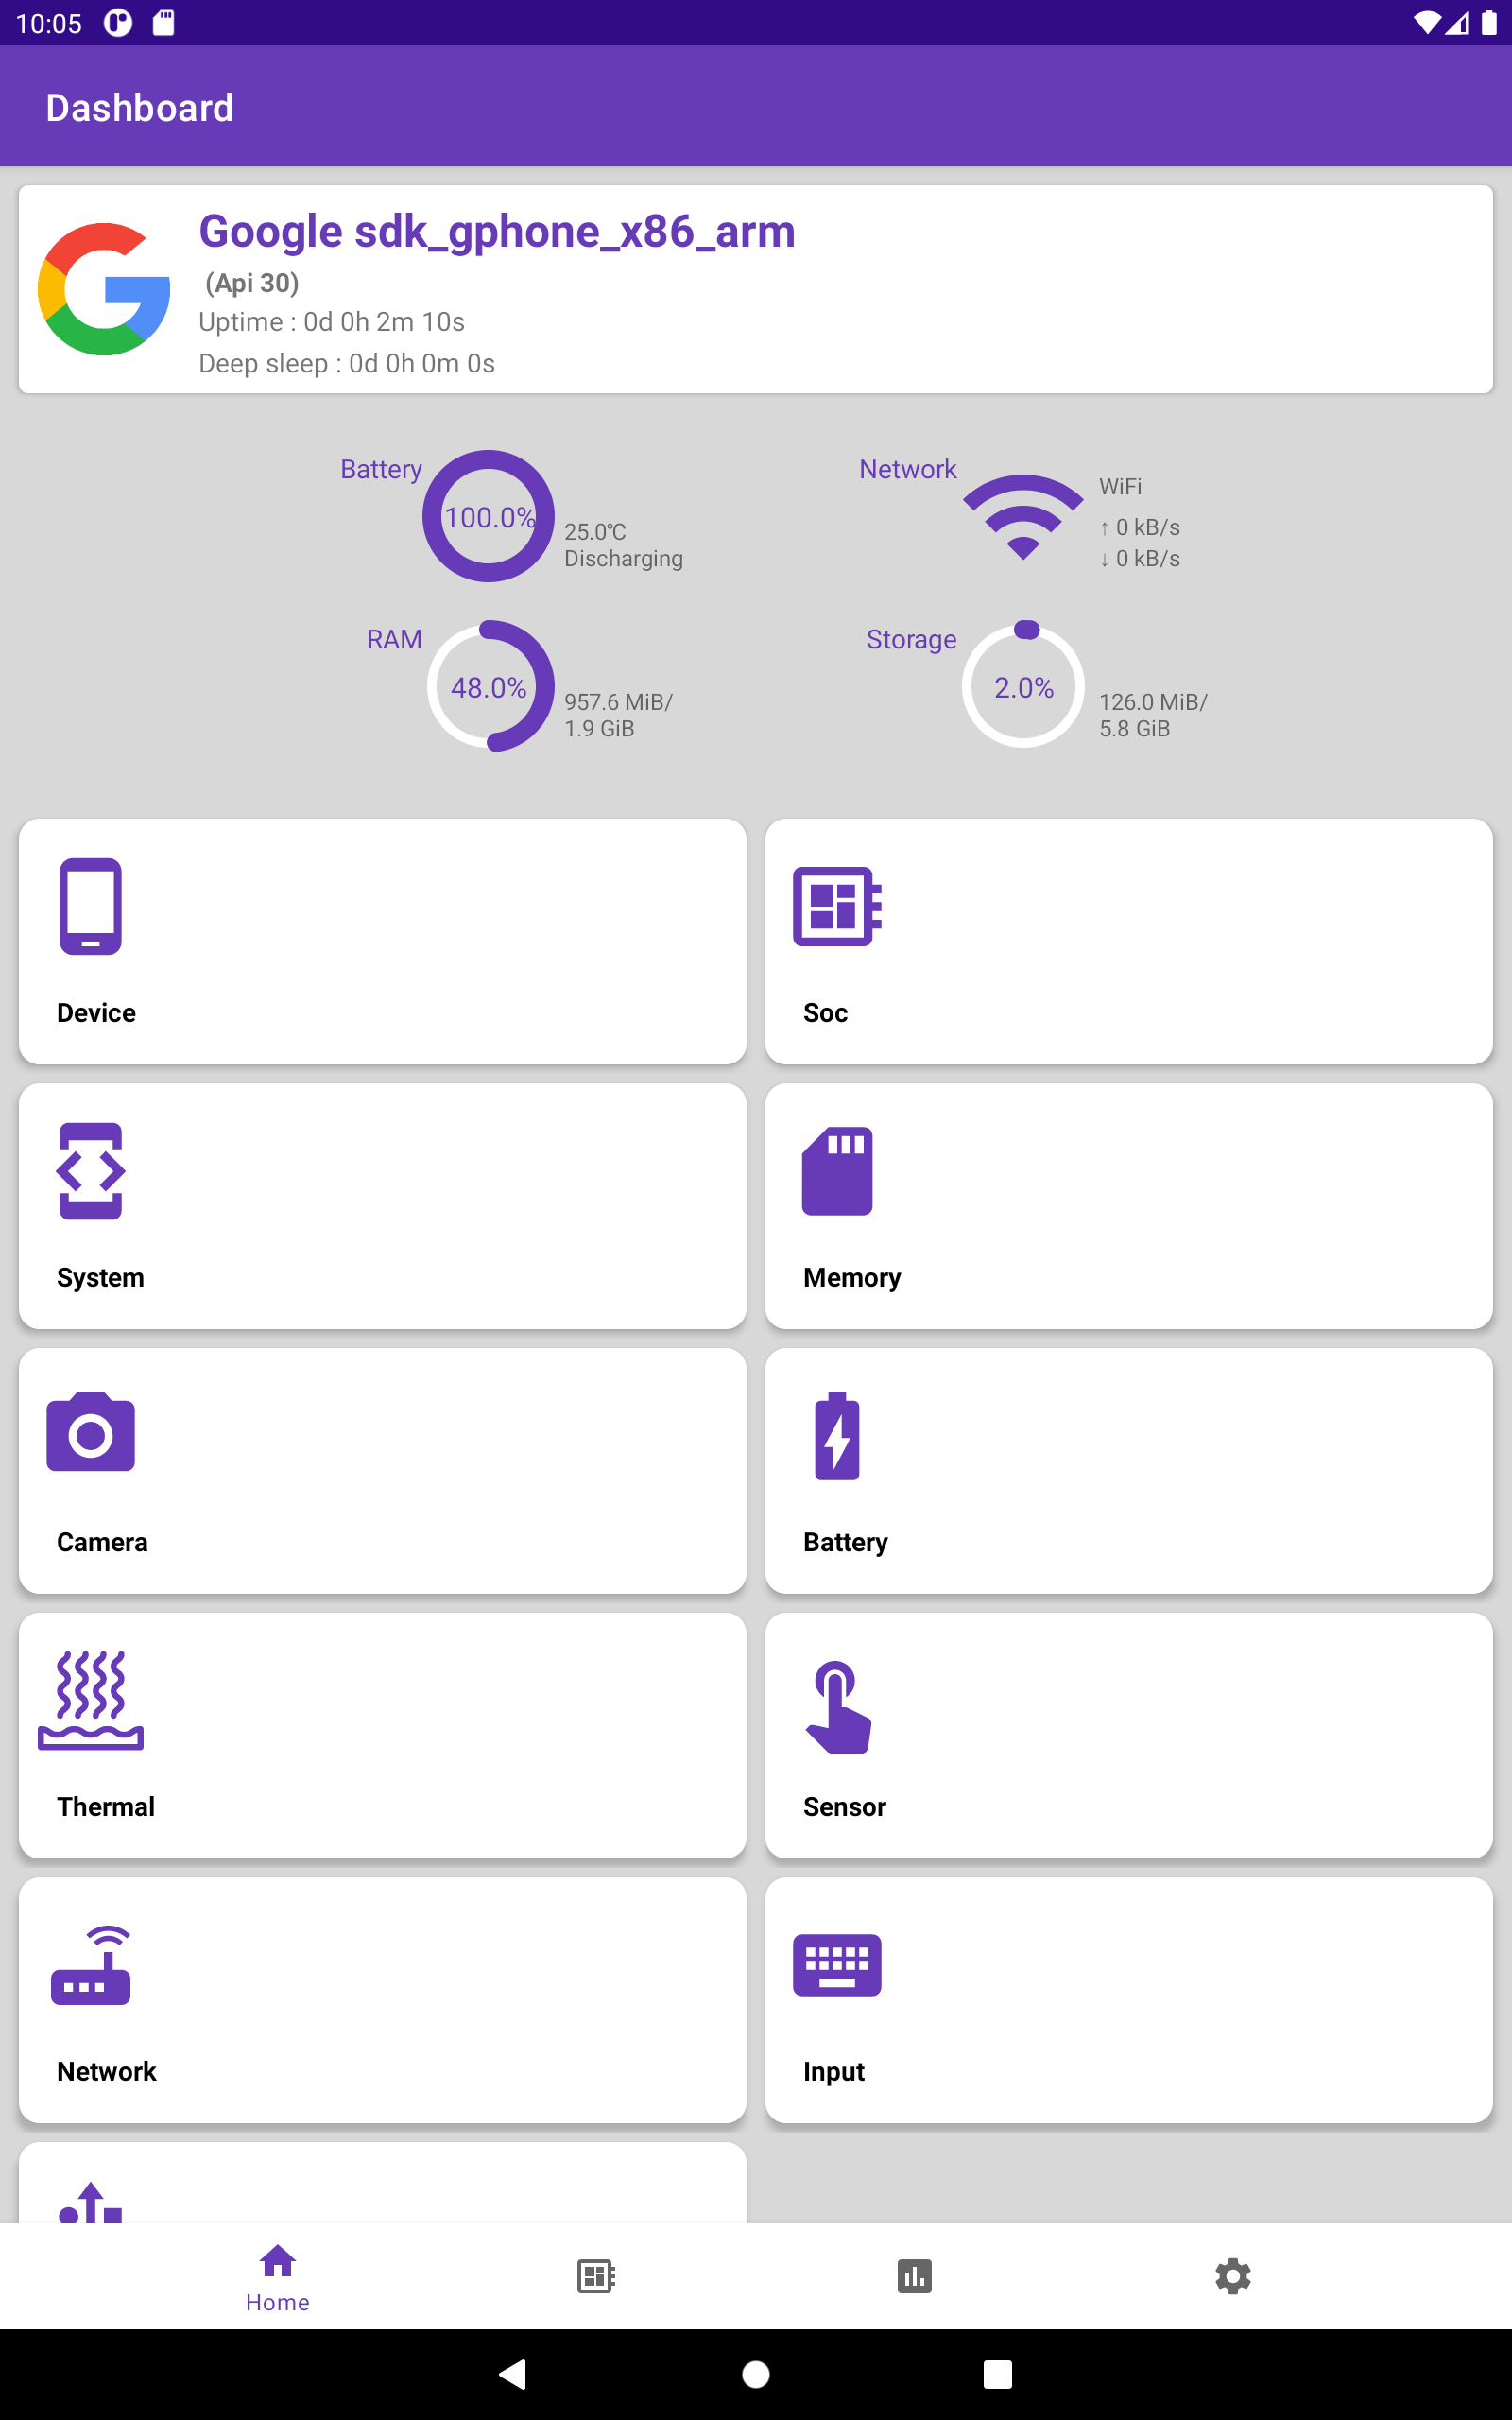 10:05
Dashboard
Google sdk_gphone_x86_arm
(Api 30)
Uptime : 0d 0h 2m 10s
Deep sleep : 0d 0h 0m 0s
Battery
100.0%
25.0℃
Discharging
Network
WiFi
↑ 0 kB/s
↓ 0 kB/s
RAM
48.0%
957.6 MiB/
1.9 GiB
Storage
2.0%
126.0 MiB/
5.8 GiB
Device
Soc
System
Memory
Camera
Battery
Thermal
Sensor
Network
Input
Home